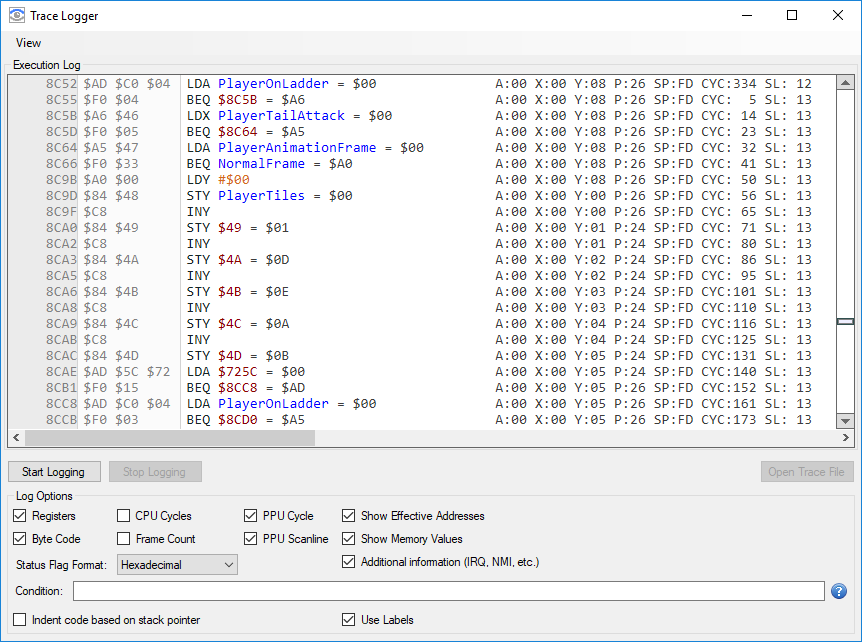 Trace Logger
View
Execution Log
8C52 $AD $C0 $04 LDA PlayerOnLadder = $00 A:00 X:00 Y:08 P:26 SP:FD CYC:334 SL: 12
8C55 $F0 $04 BEQ $8C5B = $A6 A:00 X:00 Y:08 P:26 SP:FD CYC: 5 SL: 13
8C5B $A6 $46 LDX PlayerTailAttack = $00 A:00 X:00 Y:08 P:26 SP:FD CYC: 14 SL: 13
8C5D $F0 $05 BEQ $8C64 = $A5 A:00 X:00 Y:08 P:26 SP:FD CYC: 23 SL: 13
8C64 $A5 $47 LDA PlayerAnimationFrame = $00 A:00 X:00 Y:08 P:26 SP:FD CYC: 32 SL: 13
8C66 $F0 $33 BEQ NormalFrame = $A0 A:00 X:00 Y:08 P:26 SP:FD CYC: 41 SL: 13
8C9B $A0 $00 LDY #$00 A:00 X:00 Y:08 P:26 SP:FD CYC: 50 SL: 13
8C9D $84 $48 STY PlayerTiles = $00 A:00 X:00 Y:00 P:26 SP:FD CYC: 56 SL: 13
8C9F $C8 INY A:00 X:00 Y:00 P:26 SP:FD CYC: 65 SL: 13
8CA0 $84 $49 STY $49 = $01 A:00 X:00 Y:01 P:24 SP:FD CYC: 71 SL: 13
8CA2 $C8 INY A:00 X:00 Y:01 P:24 SP:FD CYC: 80 SL: 13
8CA3 $84 $4A STY $4A = $0D A:00 X:00 Y:02 P:24 SP:FD CYC: 86 SL: 13
8CA5 $C8 INY A:00 X:00 Y:02 P:24 SP:FD CYC: 95 SL: 13
8CA6 $84 $4B STY $4B = $0E A:00 X:00 Y:03 P:24 SP:FD CYC:101 SL: 13
8CA8 $C8 INY A:00 X:00 Y:03 P:24 SP:FD CYC:110 SL: 13
8CA9 $84 $4C STY $4C = $0A A:00 X:00 Y:04 P:24 SP:FD CYC:116 SL: 13
8CAB $C8 INY A:00 X:00 Y:04 P:24 SP:FD CYC:125 SL: 13
8CAC $84 $4D STY $4D = $0B A:00 X:00 Y:05 P:24 SP:FD CYC:131 SL: 13
8CAE $AD $5C $72 LDA $725C = $00 A:00 X:00 Y:05 P:24 SP:FD CYC:140 SL: 13
8CB1 $F0 $15 BEQ $8CC8 = $AD A:00 X:00 Y:05 P:26 SP:FD CYC:152 SL: 13
8CC8 $AD $C0 $04 LDA PlayerOnLadder = $00 A:00 X:00 Y:05 P:26 SP:FD CYC:161 SL: 13
8CCB $F0 $03 BEQ $8CD0 = $A5 A:00 X:00 Y:05 P:26 SP:FD CYC:173 SL: 13
Start Logging Stop Logging Open Trace File
Log Options
Registers CPU Cycles PPU Cycle Show Effective Addresses
Byte Code Frame Count PPU Scanline Show Memory Values
Status Flag Format: Hexadecimal Additional information (IRQ, NMI, etc.)
Condition: ?
Indent code based on stack pointer Use Labels